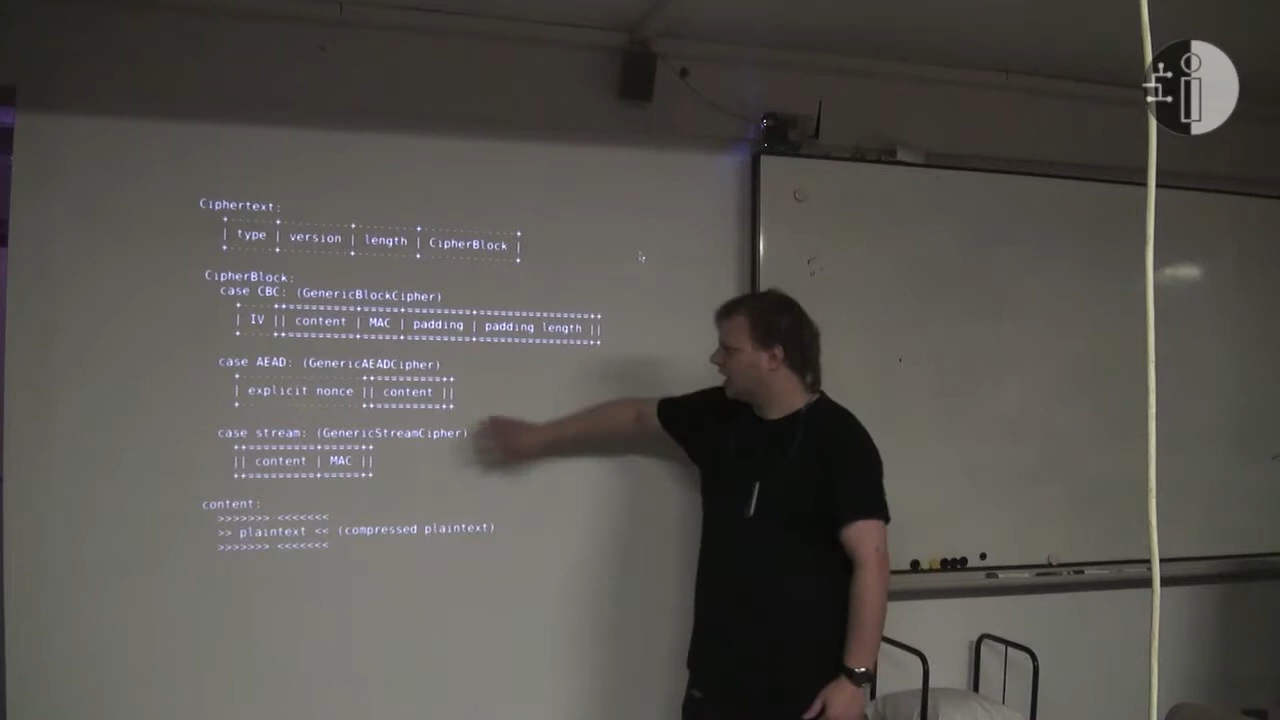 Ciphertext:
+------+---------+--------+-------------+
| type | version | length | CipherBlock |
+------+---------+--------+-------------+
CipherBlock:
case CBC: (GenericBlockCipher)
+----++=========+=====+=========+================++
| IV || content | MAC | padding | padding length ||
+----++=========+=====+=========+================++
case AEAD: (GenericAEADCipher)
+----------------++=========++
| explicit nonce || content ||
+----------------++=========++
case stream: (GenericStreamCipher)
++=========+=====++
|| content | MAC ||
++=========+=====++
content:
>>>>>>> <<<<<<<
>> plaintext << (compressed plaintext)
>>>>>>> <<<<<<<